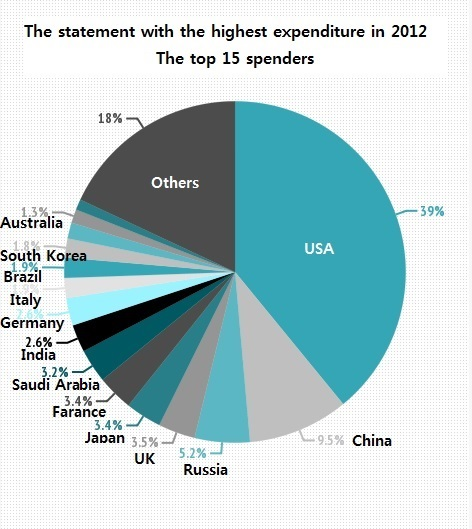 The statement with the highest expenditure in 2012
The top 15 spenders
18%
Others
39%
USA
1.3%
Australia
1.8%
South Korea
1.9%
Brazil
Italy
Germany
2.6%
India
3.2%
Saudi Arabia
3.4%
Farance
3.4%
Japan
3.5%
UK
5.2%
Russia
9.5%
China